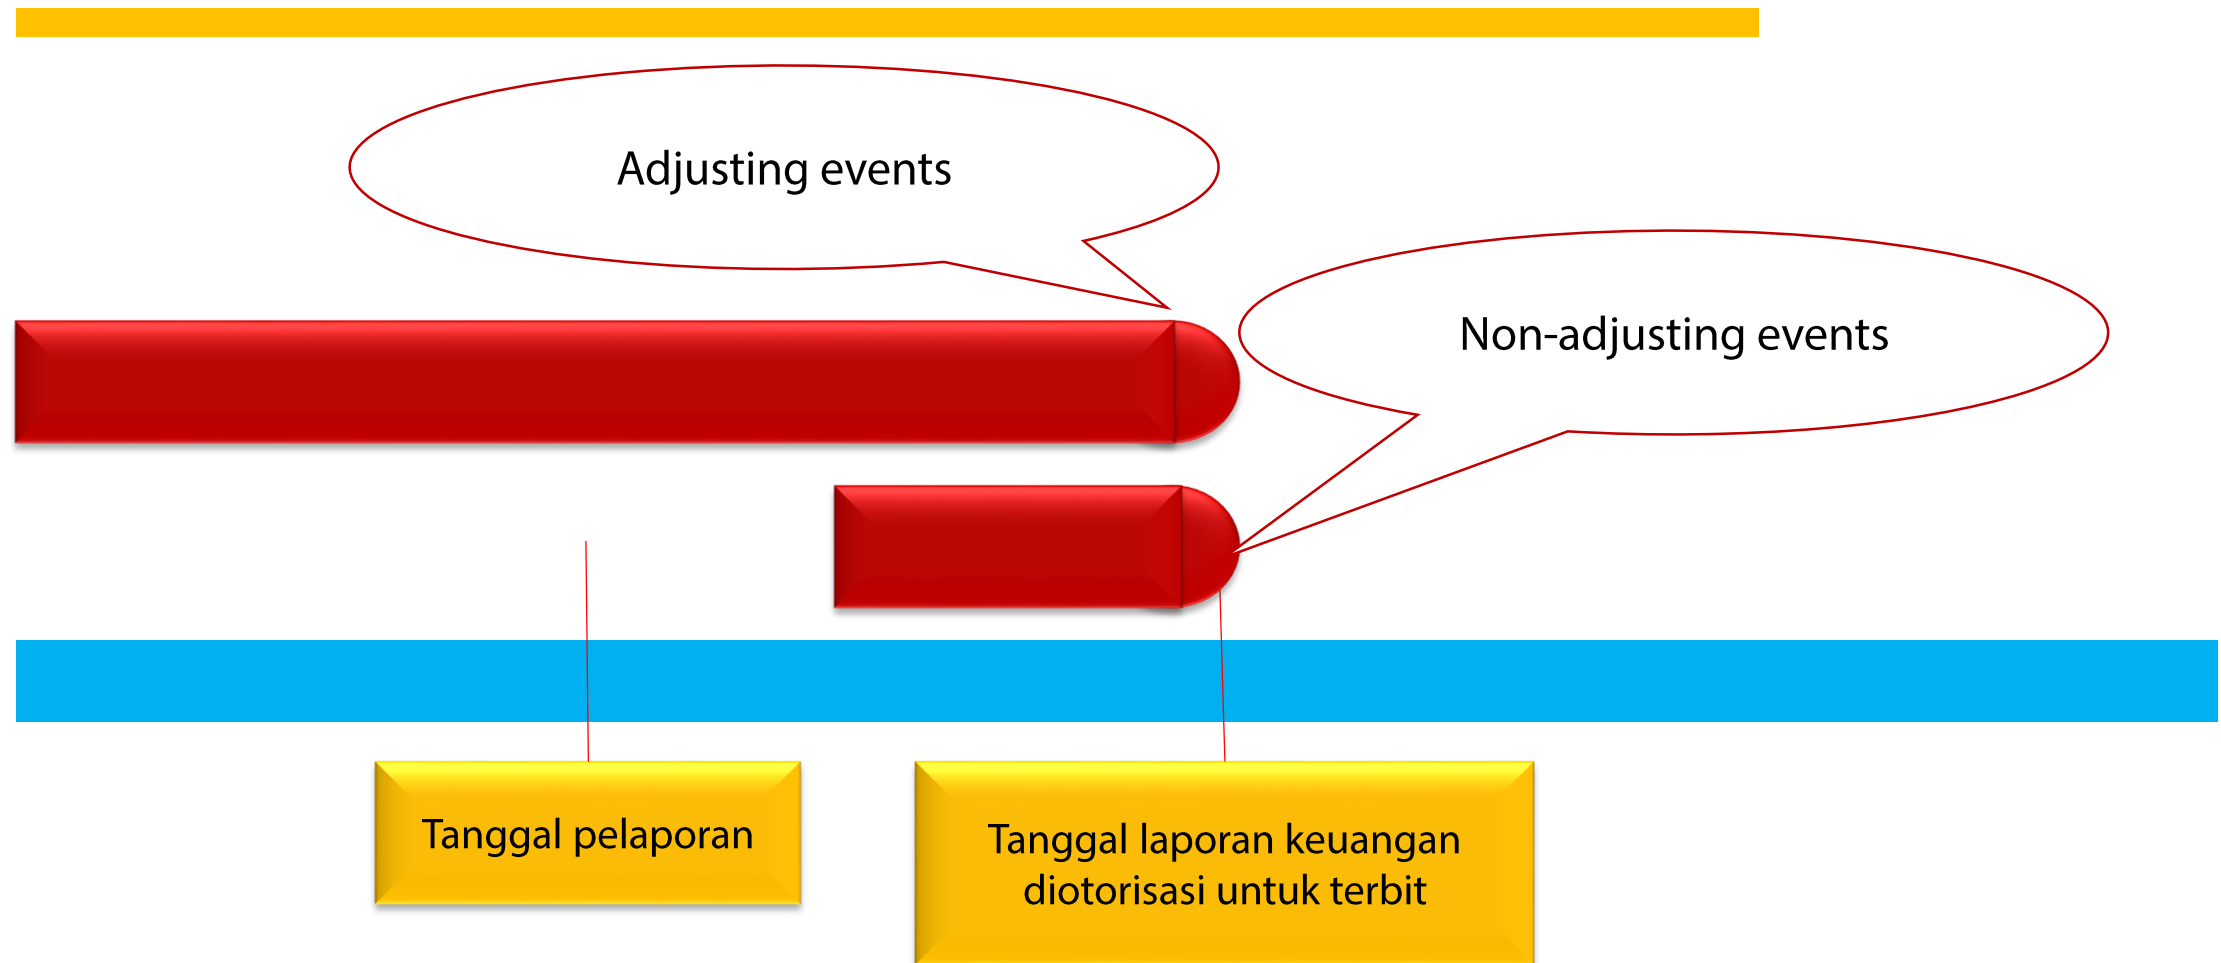 Adjusting events
Non-adjusting events
Tanggal pelaporan
Tanggal laporan keuangan
diotorisasi untuk terbit